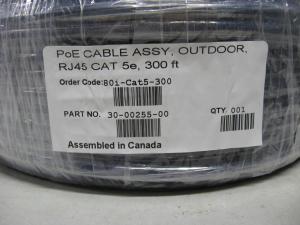 PoE CABLE ASSY, OUTDOOR,
RJ45 CAT 5e, 300 ft
Order Code:80i-Cat5-300
PART NO. 30-00255-00 QTY. 001
Assembled in Canada